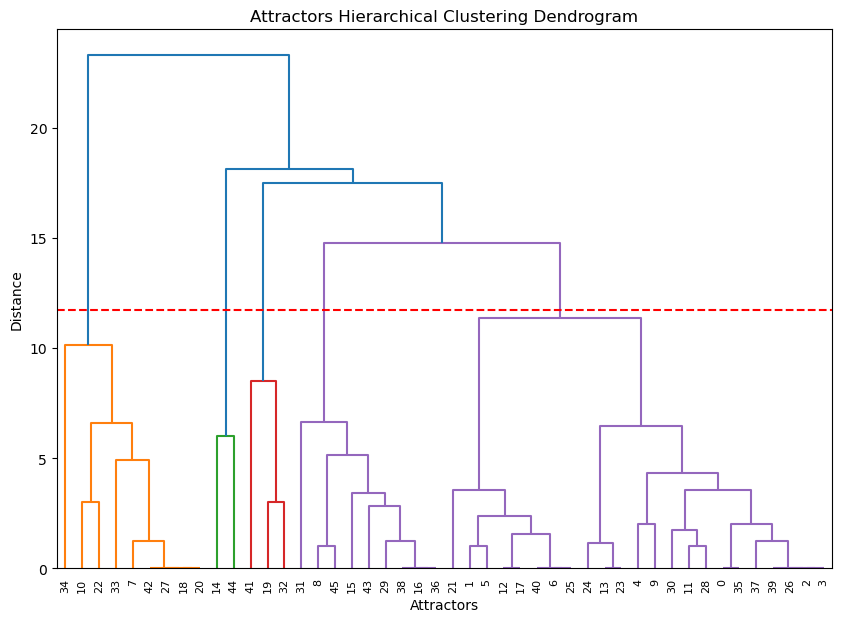 Attractors Hierarchical Clustering Dendrogram
Distance
20
15
10
5
0
34 10 22 33 7 42 27 18 20 14 44 41 19 32 31 8 45 15 43 29 38 16 36 21 1 5 12 17 40 6 25 24 13 23 4 9 30 11 28 0 35 37 39 26 2 3
Attractors